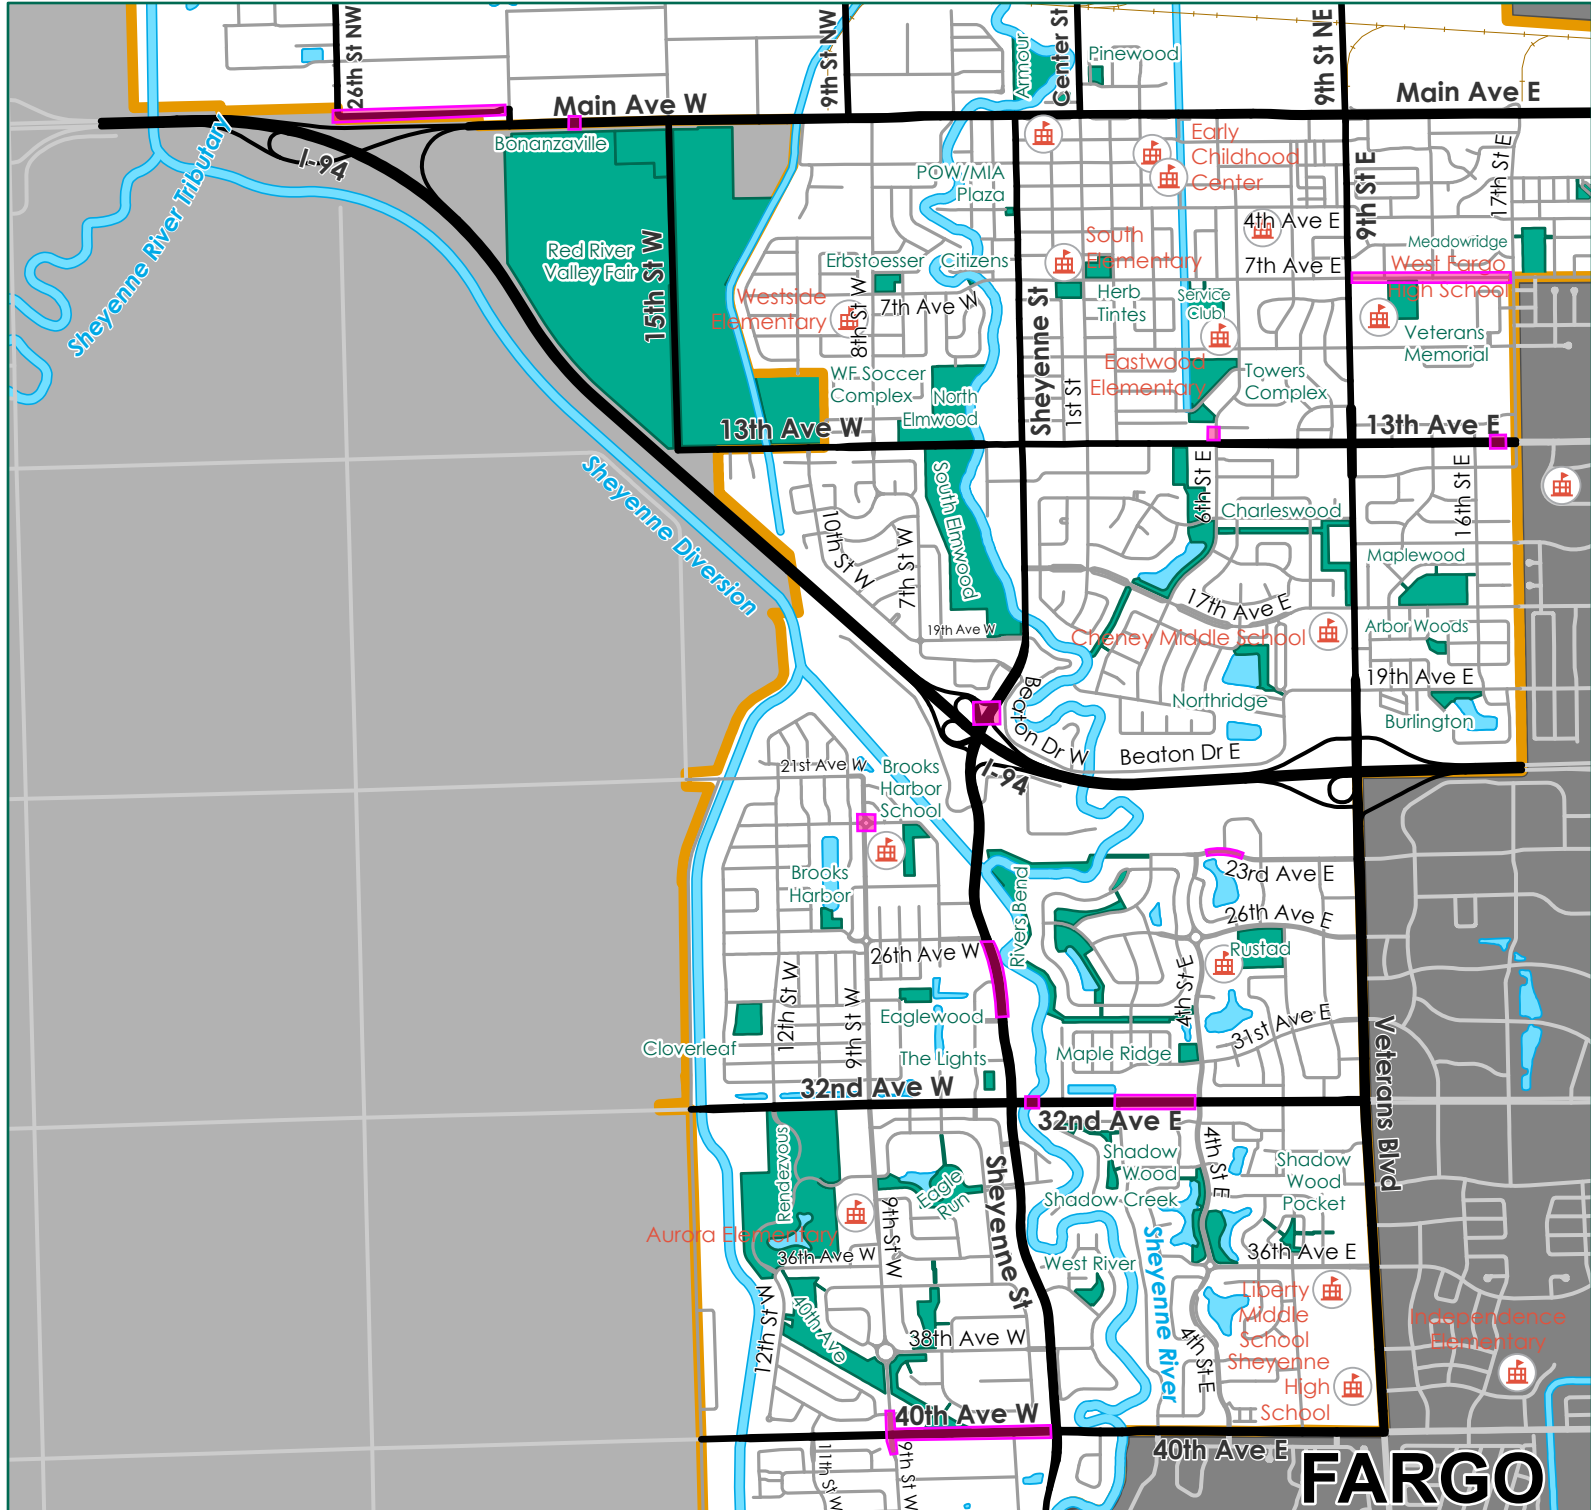 26th St NW
9th St NW
Armour
Center St
Pinewood
9th St NE
Main Ave W
Main Ave E
Bonanzaville
I-94
Sheyenne River Tributary
Early
Childhood
Center
17th St E
9th St E
POW/MIA
Plaza
4th Ave E
South
Elementary
Meadowridge
Red River
Valley Fair
15th St W
Erbstoesser
Citizens
7th Ave E
West Fargo
High School
Westside
Elementary
8th St W
7th Ave W
Sheyenne St
Herb
Tintes
Service
Club
Veterans
Memorial
Eastwood
Elementary
WF Soccer
Complex
North
Elmwood
1st St
Towers
Complex
13th Ave W
13th Ave E
Sheyenne Diversion
South Elmwood
6th St E
16th St E
10th St W
7th St W
Charleswood
Maplewood
17th Ave E
19th Ave W
Cheney Middle School
Arbor Woods
19th Ave E
Northridge
Burlington
Beaton Dr W
Beaton Dr E
I-94
21st Ave W
Brooks
Harbor
School
Brooks
Harbor
Rivers Bend
23rd Ave E
26th Ave E
26th Ave W
Rustad
12th St W
9th St W
Eaglewood
4th St E
31st Ave E
Veterans Blvd
Cloverleaf
The Lights
Maple Ridge
32nd Ave W
32nd Ave E
Rendezvous
Shadow
Wood
4th St E
Shadow
Wood
Pocket
Eagle
Run
Sheyenne St
Shadow Creek
9th St W
Aurora Elementary
36th Ave W
36th Ave E
West River
Sheyenne River
Liberty
Middle
School
Independence
Elementary
12th St W
40th Ave
38th Ave W
4th St E
Sheyenne
High
School
40th Ave W
40th Ave E
11th St W
9th St W
FARGO